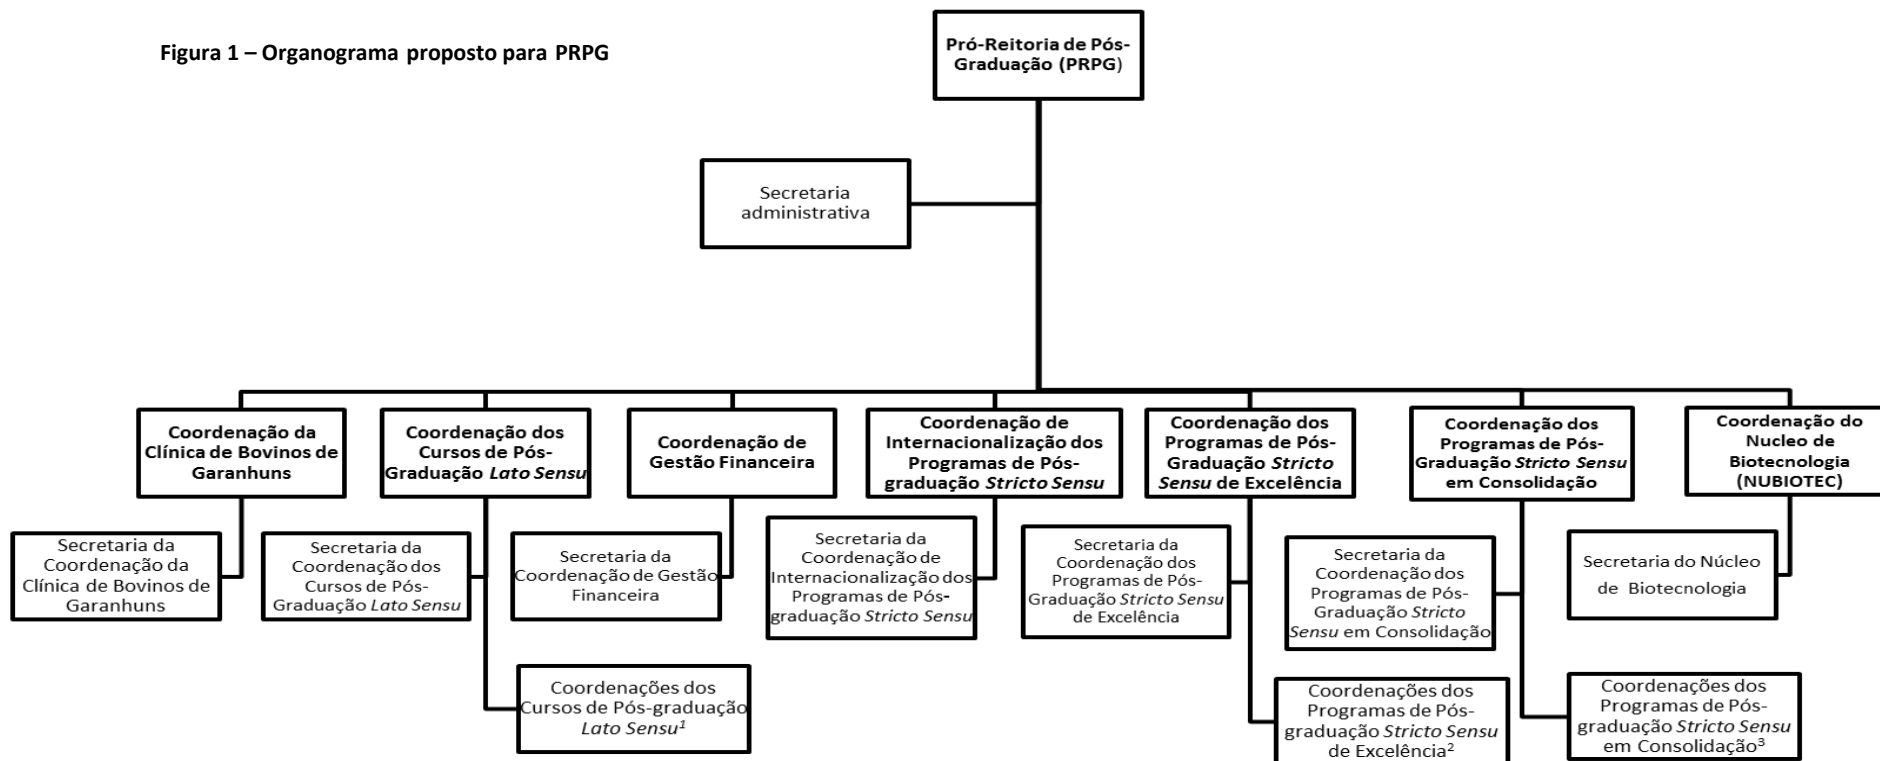 Figura 1 – Organograma proposto para PRPG
Pró-Reitoria de Pós-
Graduação (PRPG)
Secretaria
administrativa
Coordenação da
Clínica de Bovinos de
Garanhuns
Coordenação dos
Cursos de Pós-
Graduação Lato Sensu
Coordenação de
Gestão Financeira
Coordenação de
Internacionalização dos
Programas de Pós-
graduação Stricto Sensu
Coordenação dos
Programas de Pós-
Graduação Stricto
Sensu de Excelência
Coordenação dos
Programas de Pós-
Graduação Stricto Sensu
em Consolidação
Coordenação do
Nucleo de
Biotecnologia
(NUBIOTEC)
Secretaria da
Coordenação da
Clínica de Bovinos de
Garanhuns
Secretaria da
Coordenação dos
Cursos de Pós-
Graduação Lato Sensu
Secretaria da
Coordenação de Gestão
Financeira
Secretaria da
Coordenação de
Internacionalização dos
Programas de Pós-
graduação Stricto Sensu
Secretaria da
Coordenação dos
Programas de Pós-
Graduação Stricto Sensu
de Excelência
Secretaria da
Coordenação dos
Programas de Pós-
Graduação Stricto
Sensu em Consolidação
Secretaria do Núcleo
de Biotecnologia
Coordenações dos
Cursos de Pós-graduação
Lato Sensu¹
Coordenações dos
Programas de Pós-
graduação Stricto Sensu
de Excelência²
Coordenações dos
Programas de Pós-
graduação Stricto Sensu
em Consolidação³